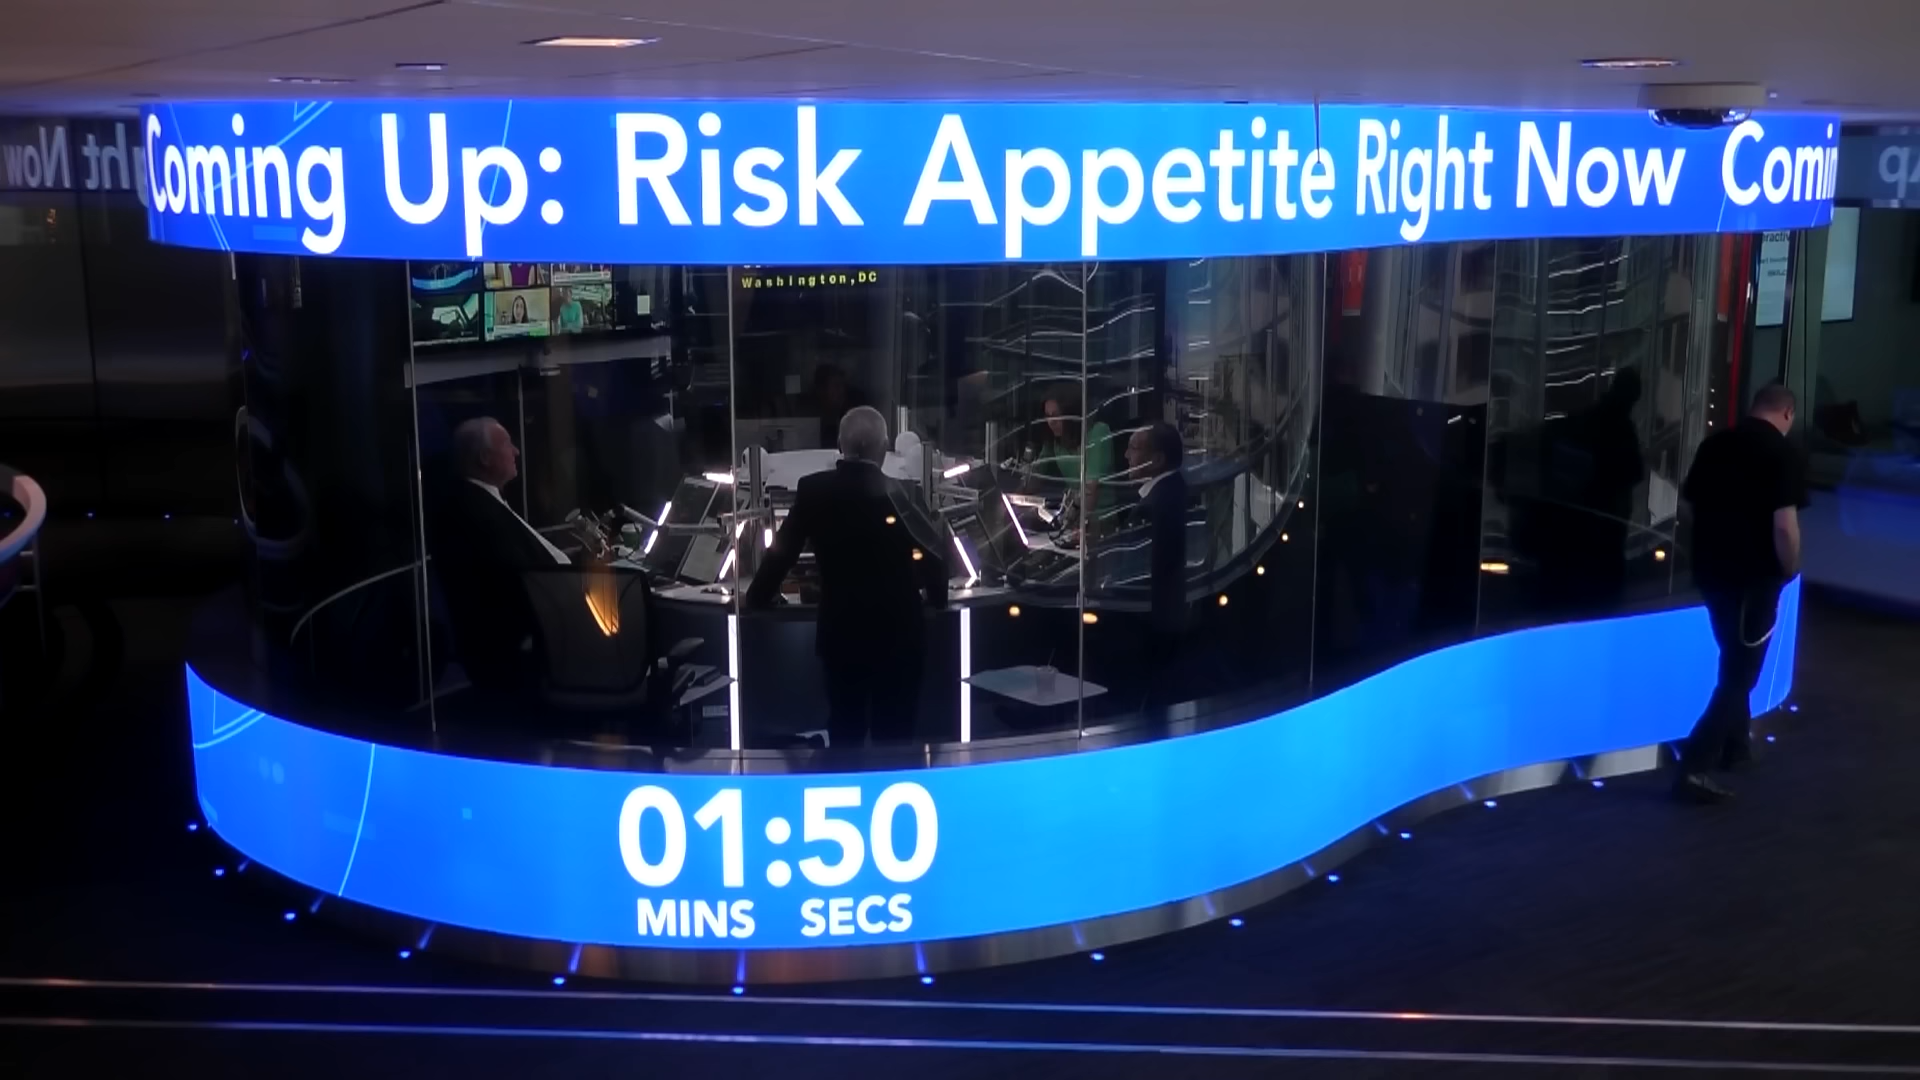 Coming Up: Risk Appetite Right Now Comin
Washington,DC
01:50
MINS SECS